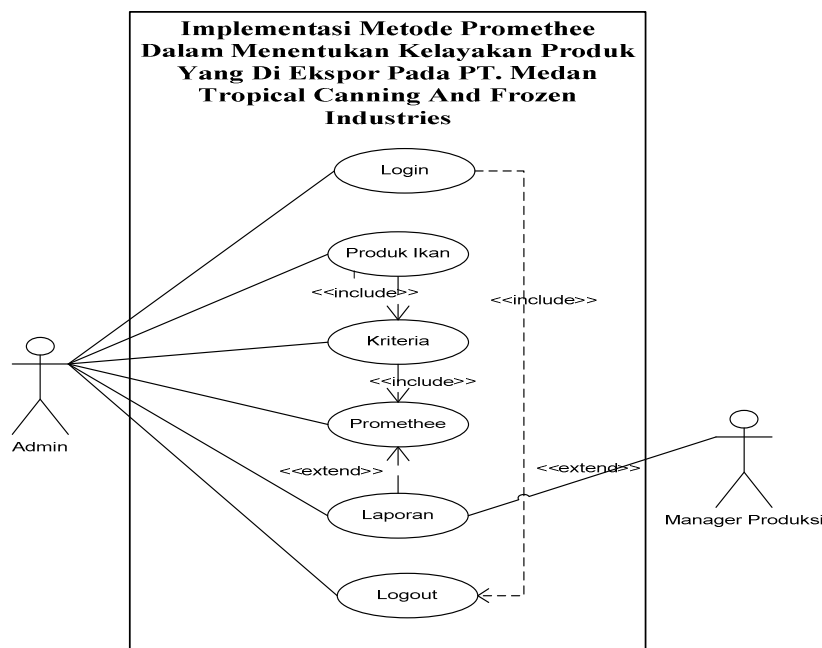 Implementasi Metode Promethee
Dalam Menentukan Kelayakan Produk
Yang Di Ekspor Pada PT. Medan
Tropical Canning And Frozen
Industries
Login
Produk Ikan
<<include>>
<<include>>
Kriteria
Admin
<<include>>
Promethee
<<extend>>
<<extend>>
Laporan
Manager Produksi
Logout